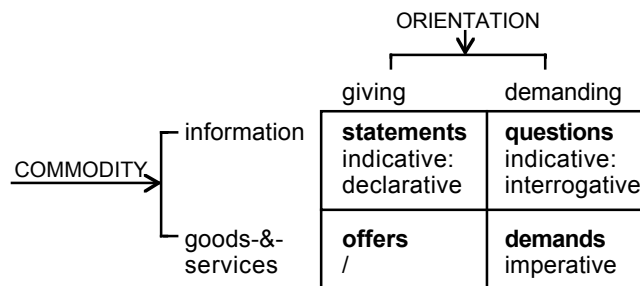 ORIENTATION
giving demanding
information statements questions
indicative: indicative:
COMMODITY declarative interrogative
goods-&- offers demands
services / imperative